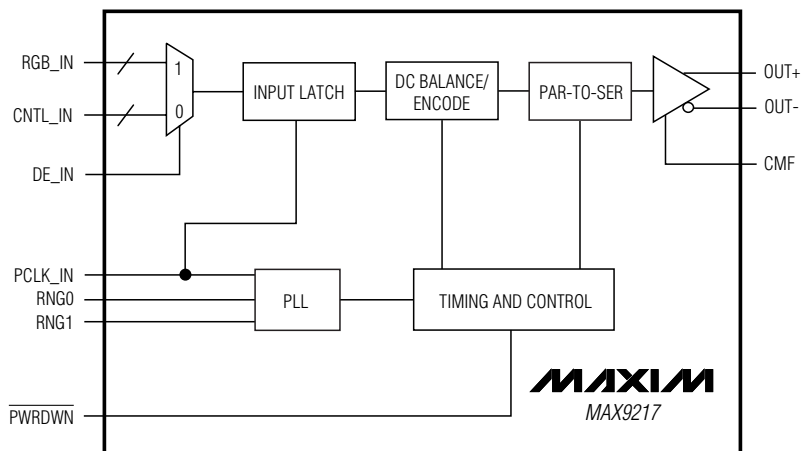 RGB_IN
1
INPUT LATCH
DC BALANCE/
ENCODE
PAR-TO-SER
OUT+
OUT-
CNTL_IN
0
DE_IN
CMF
PCLK_IN
RNG0
RNG1
PLL
TIMING AND CONTROL
MAXIM
MAX9217
PWRDWN